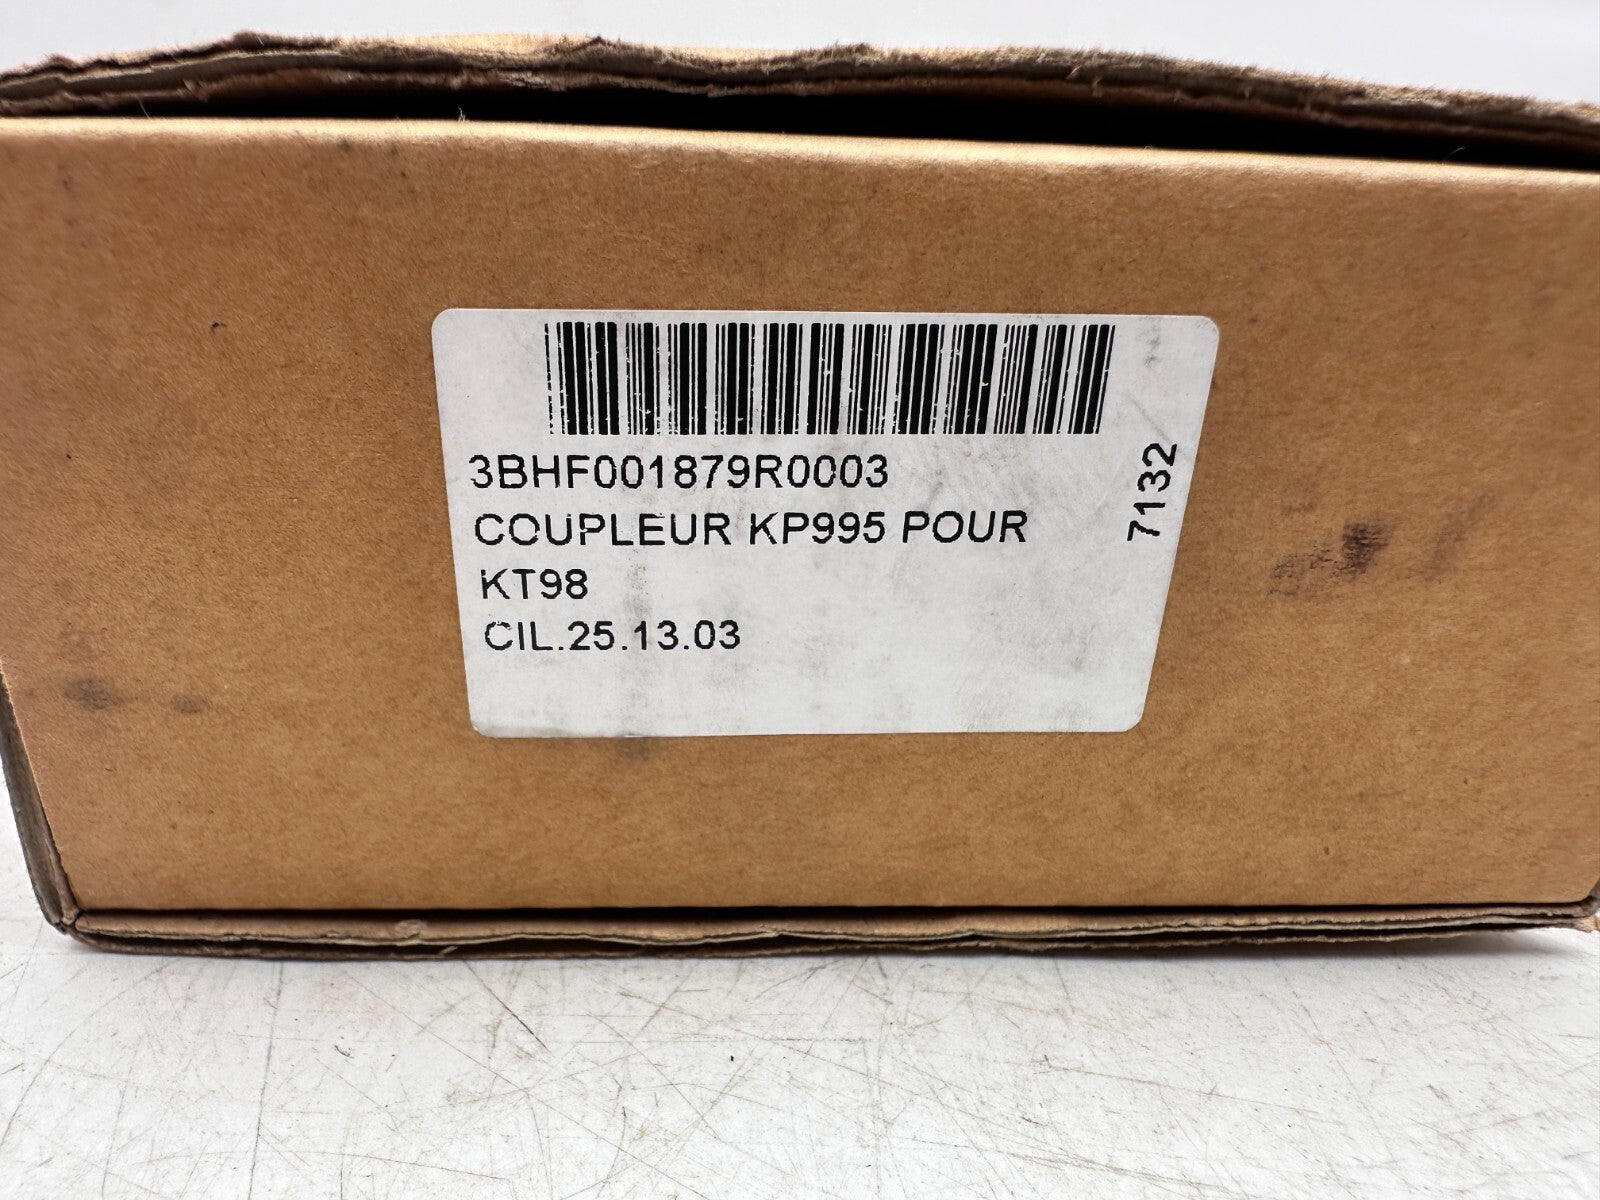 3BHF001879R0003
COUPLEUR KP995 POUR
KT98
CIL.25.13.03
7132